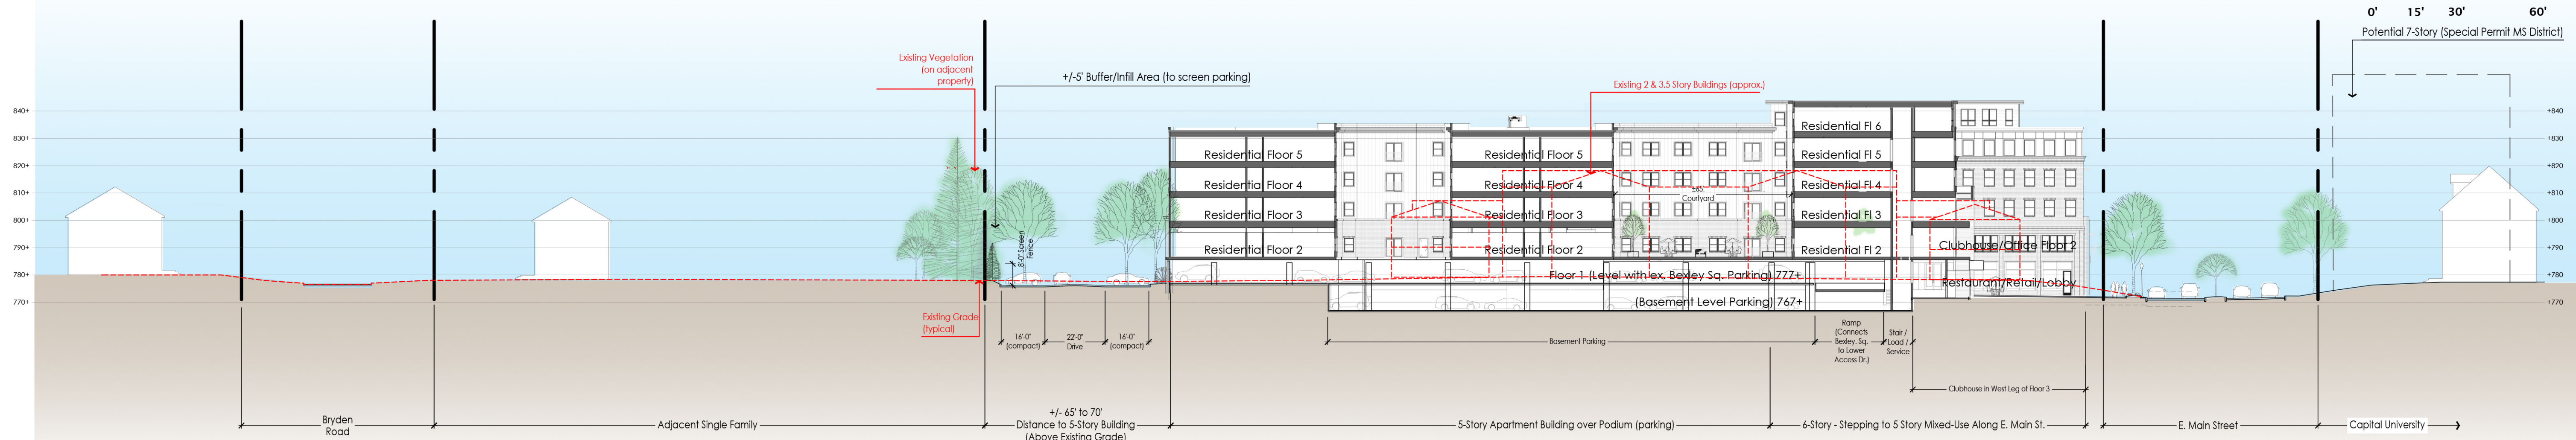 0' 15' 30' 60'
Potential 7-Story (Special Permit MS District)
Existing Vegetation
(on adjacent
property)
+/-5' Buffer/Infill Area (to screen parking)
Existing 2 & 3.5 Story Buildings (approx.)
840+
830+
820+
810+
800+
790+
780+
770+
+840
+830
+820
+810
+800
+790
+780
+770
8'-0" Screen
Fence
Residential Floor 5
Residential Floor 4
Residential Floor 3
Residential Floor 2
Residential Floor 5
Residential Floor 4
Residential Floor 3
Residential Floor 2
±65'
Courtyard
Residential Fl 6
Residential Fl 5
Residential Fl 4
Residential Fl 3
Residential Fl 2
Clubhouse/Office Floor 2
Restaurant/Retail/Lobby
Floor 1 (Level with ex. Bexley Sq. Parking) 777+
(Basement Level Parking) 767+
Existing Grade
(typical)
16'-0"
(compact)
22'-0"
Drive
16'-0"
(compact)
Basement Parking
Ramp
(Connects
Bexley. Sq.
to Lower
Access Dr.)
Stair /
Load /
Service
Clubhouse in West Leg of Floor 3
Bryden
Road
Adjacent Single Family
+/- 65' to 70'
Distance to 5-Story Building
(Above Existing Grade)
5-Story Apartment Building over Podium (parking)
6-Story - Stepping to 5 Story Mixed-Use Along E. Main St.
E. Main Street
Capital University